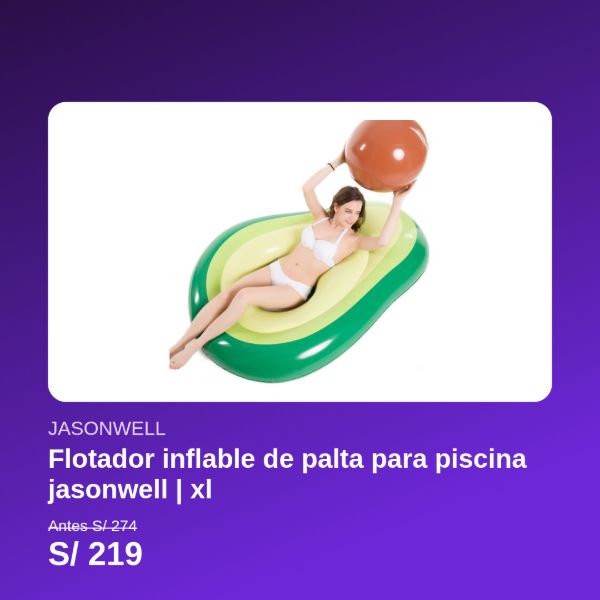 JASONWELL
Flotador inflable de palta para piscina
jasonwell | xl
Antes S/ 274
S/ 219